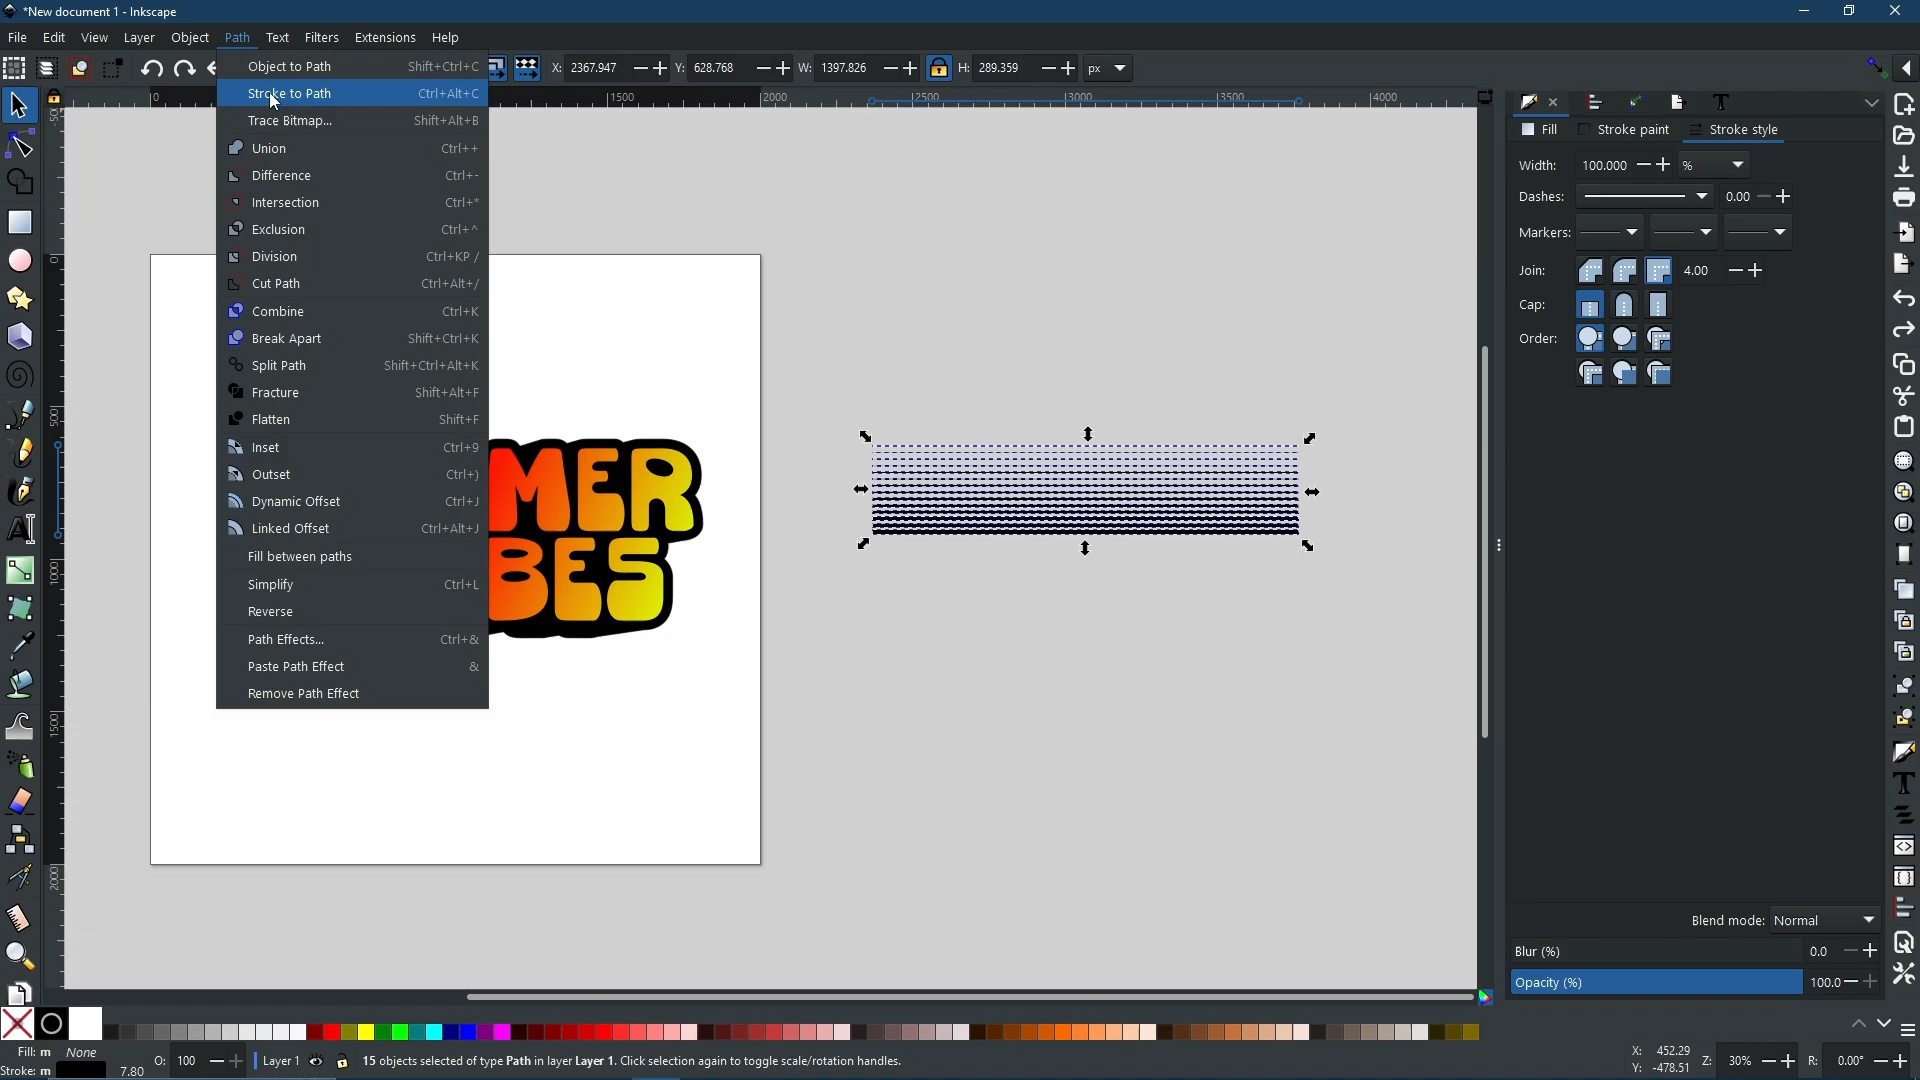 *New document 1 - Inkscape
File Edit View Layer Object Path Text Filters Extensions Help
X: 2367.947 Y: 628.768 W: 1397.826 H: 289.359 px
Object to Path Shift+Ctrl+C
Stroke to Path Ctrl+Alt+C
Trace Bitmap... Shift+Alt+B
Union Ctrl++
Difference Ctrl+-
Intersection Ctrl+*
Exclusion Ctrl+^
Division Ctrl+KP /
Cut Path Ctrl+Alt+/
Combine Ctrl+K
Break Apart Shift+Ctrl+K
Split Path Shift+Ctrl+Alt+K
Fracture Shift+Alt+F
Flatten Shift+F
Inset Ctrl+9
Outset Ctrl+)
Dynamic Offset Ctrl+J
Linked Offset Ctrl+Alt+J
Fill between paths
Simplify Ctrl+L
Reverse
Path Effects... Ctrl+&
Paste Path Effect &
Remove Path Effect
0 1500 2000 2500 3000 3500 4000
0
500
1000
1500
2000
MER
BES
Fill Stroke paint Stroke style
Width: 100.000 %
Dashes: 0.00
Markers:
Join: 4.00
Cap:
Order:
Blend mode: Normal
Blur (%) 0.0
Opacity (%) 100.0
Fill: m None
Stroke: m 7.80
O: 100 Layer 1 15 objects selected of type Path in layer Layer 1. Click selection again to toggle scale/rotation handles.
X: 452.29
Y: -478.51
Z: 30% R: 0.00°